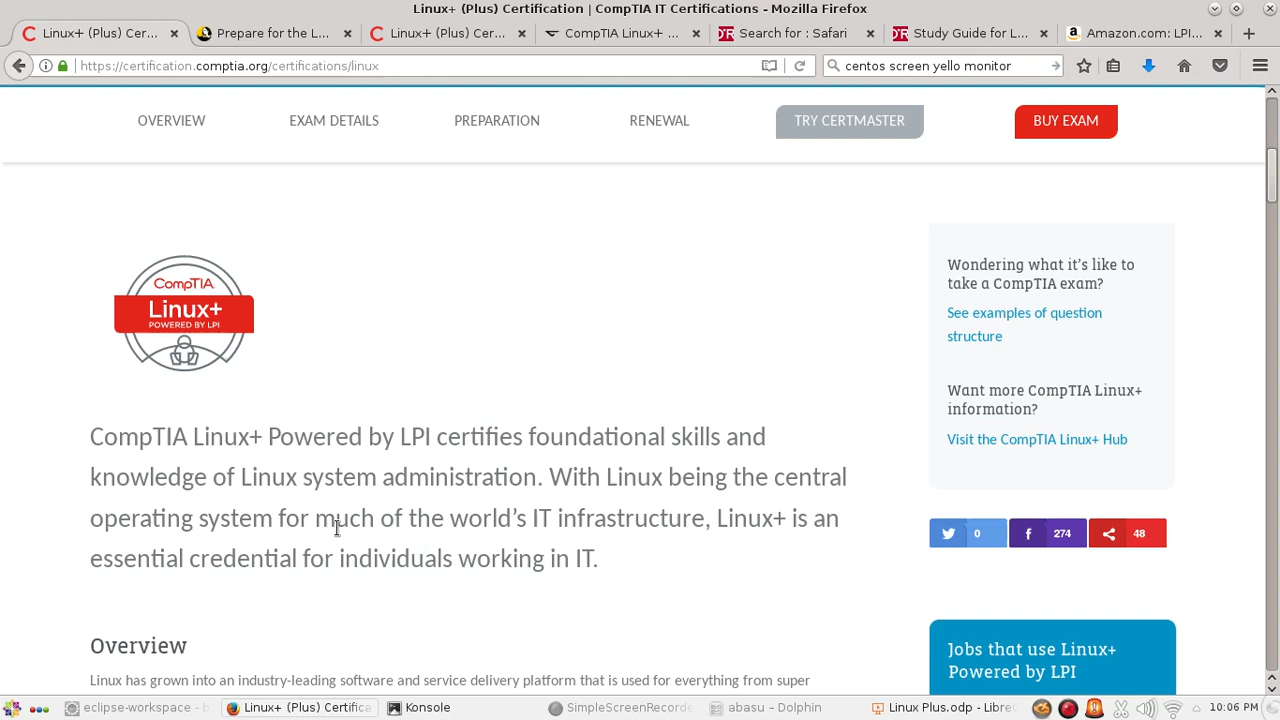 Linux+ (Plus) Certification | CompTIA IT Certifications - Mozilla Firefox
Linux+ (Plus) Cer...
Prepare for the L...
Linux+ (Plus) Cer...
CompTIA Linux+ ...
Search for : Safari
Study Guide for L...
Amazon.com: LPI...
https://certification.comptia.org/certifications/linux
centos screen yello monitor
OVERVIEW
EXAM DETAILS
PREPARATION
RENEWAL
TRY CERTMASTER
BUY EXAM
CompTIA
Linux+
POWERED BY LPI
CompTIA Linux+ Powered by LPI certifies foundational skills and
knowledge of Linux system administration. With Linux being the central
operating system for much of the world's IT infrastructure, Linux+ is an
essential credential for individuals working in IT.
Overview
Linux has grown into an industry-leading software and service delivery platform that is used for everything from super
Wondering what it's like to
take a CompTIA exam?
See examples of question
structure
Want more CompTIA Linux+
information?
Visit the CompTIA Linux+ Hub
0
274
48
Jobs that use Linux+
Powered by LPI
eclipse-workspace -
Linux+ (Plus) Certific
Konsole
SimpleScreenRecorde
abasu – Dolphin
Linux Plus.odp - LibreC
10:06 PM